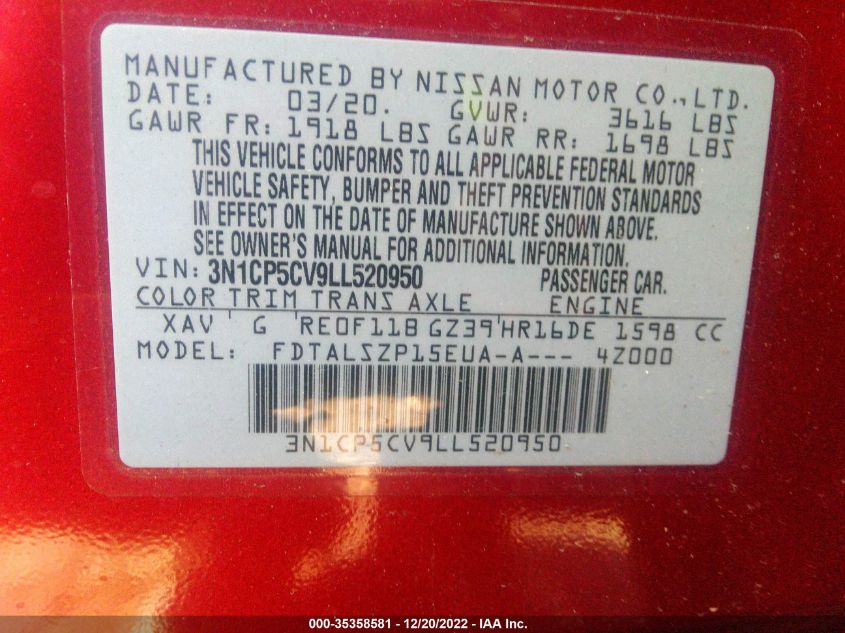 MANUFACTURED BY NISSAN MOTOR CO., LTD.
DATE: 03/20. GVWR: 3616 LBS
GAWR FR: 1918 LBS GAWR RR: 1698 LBS
THIS VEHICLE CONFORMS TO ALL APPLICABLE FEDERAL MOTOR
VEHICLE SAFETY, BUMPER AND THEFT PREVENTION STANDARDS
IN EFFECT ON THE DATE OF MANUFACTURE SHOWN ABOVE.
SEE OWNER'S MANUAL FOR ADDITIONAL INFORMATION.
VIN: 3N1CP5CV9LL520950 PASSENGER CAR.
COLOR TRIM TRANS AXLE ENGINE
XAV G RE0F11B GZ39 HR16DE 1598 CC
MODEL: FDTALSZP15EUA-A--- 4Z000
3N1CP5CV9LL520950
000-35358581 - 12/20/2022 - IAA Inc.